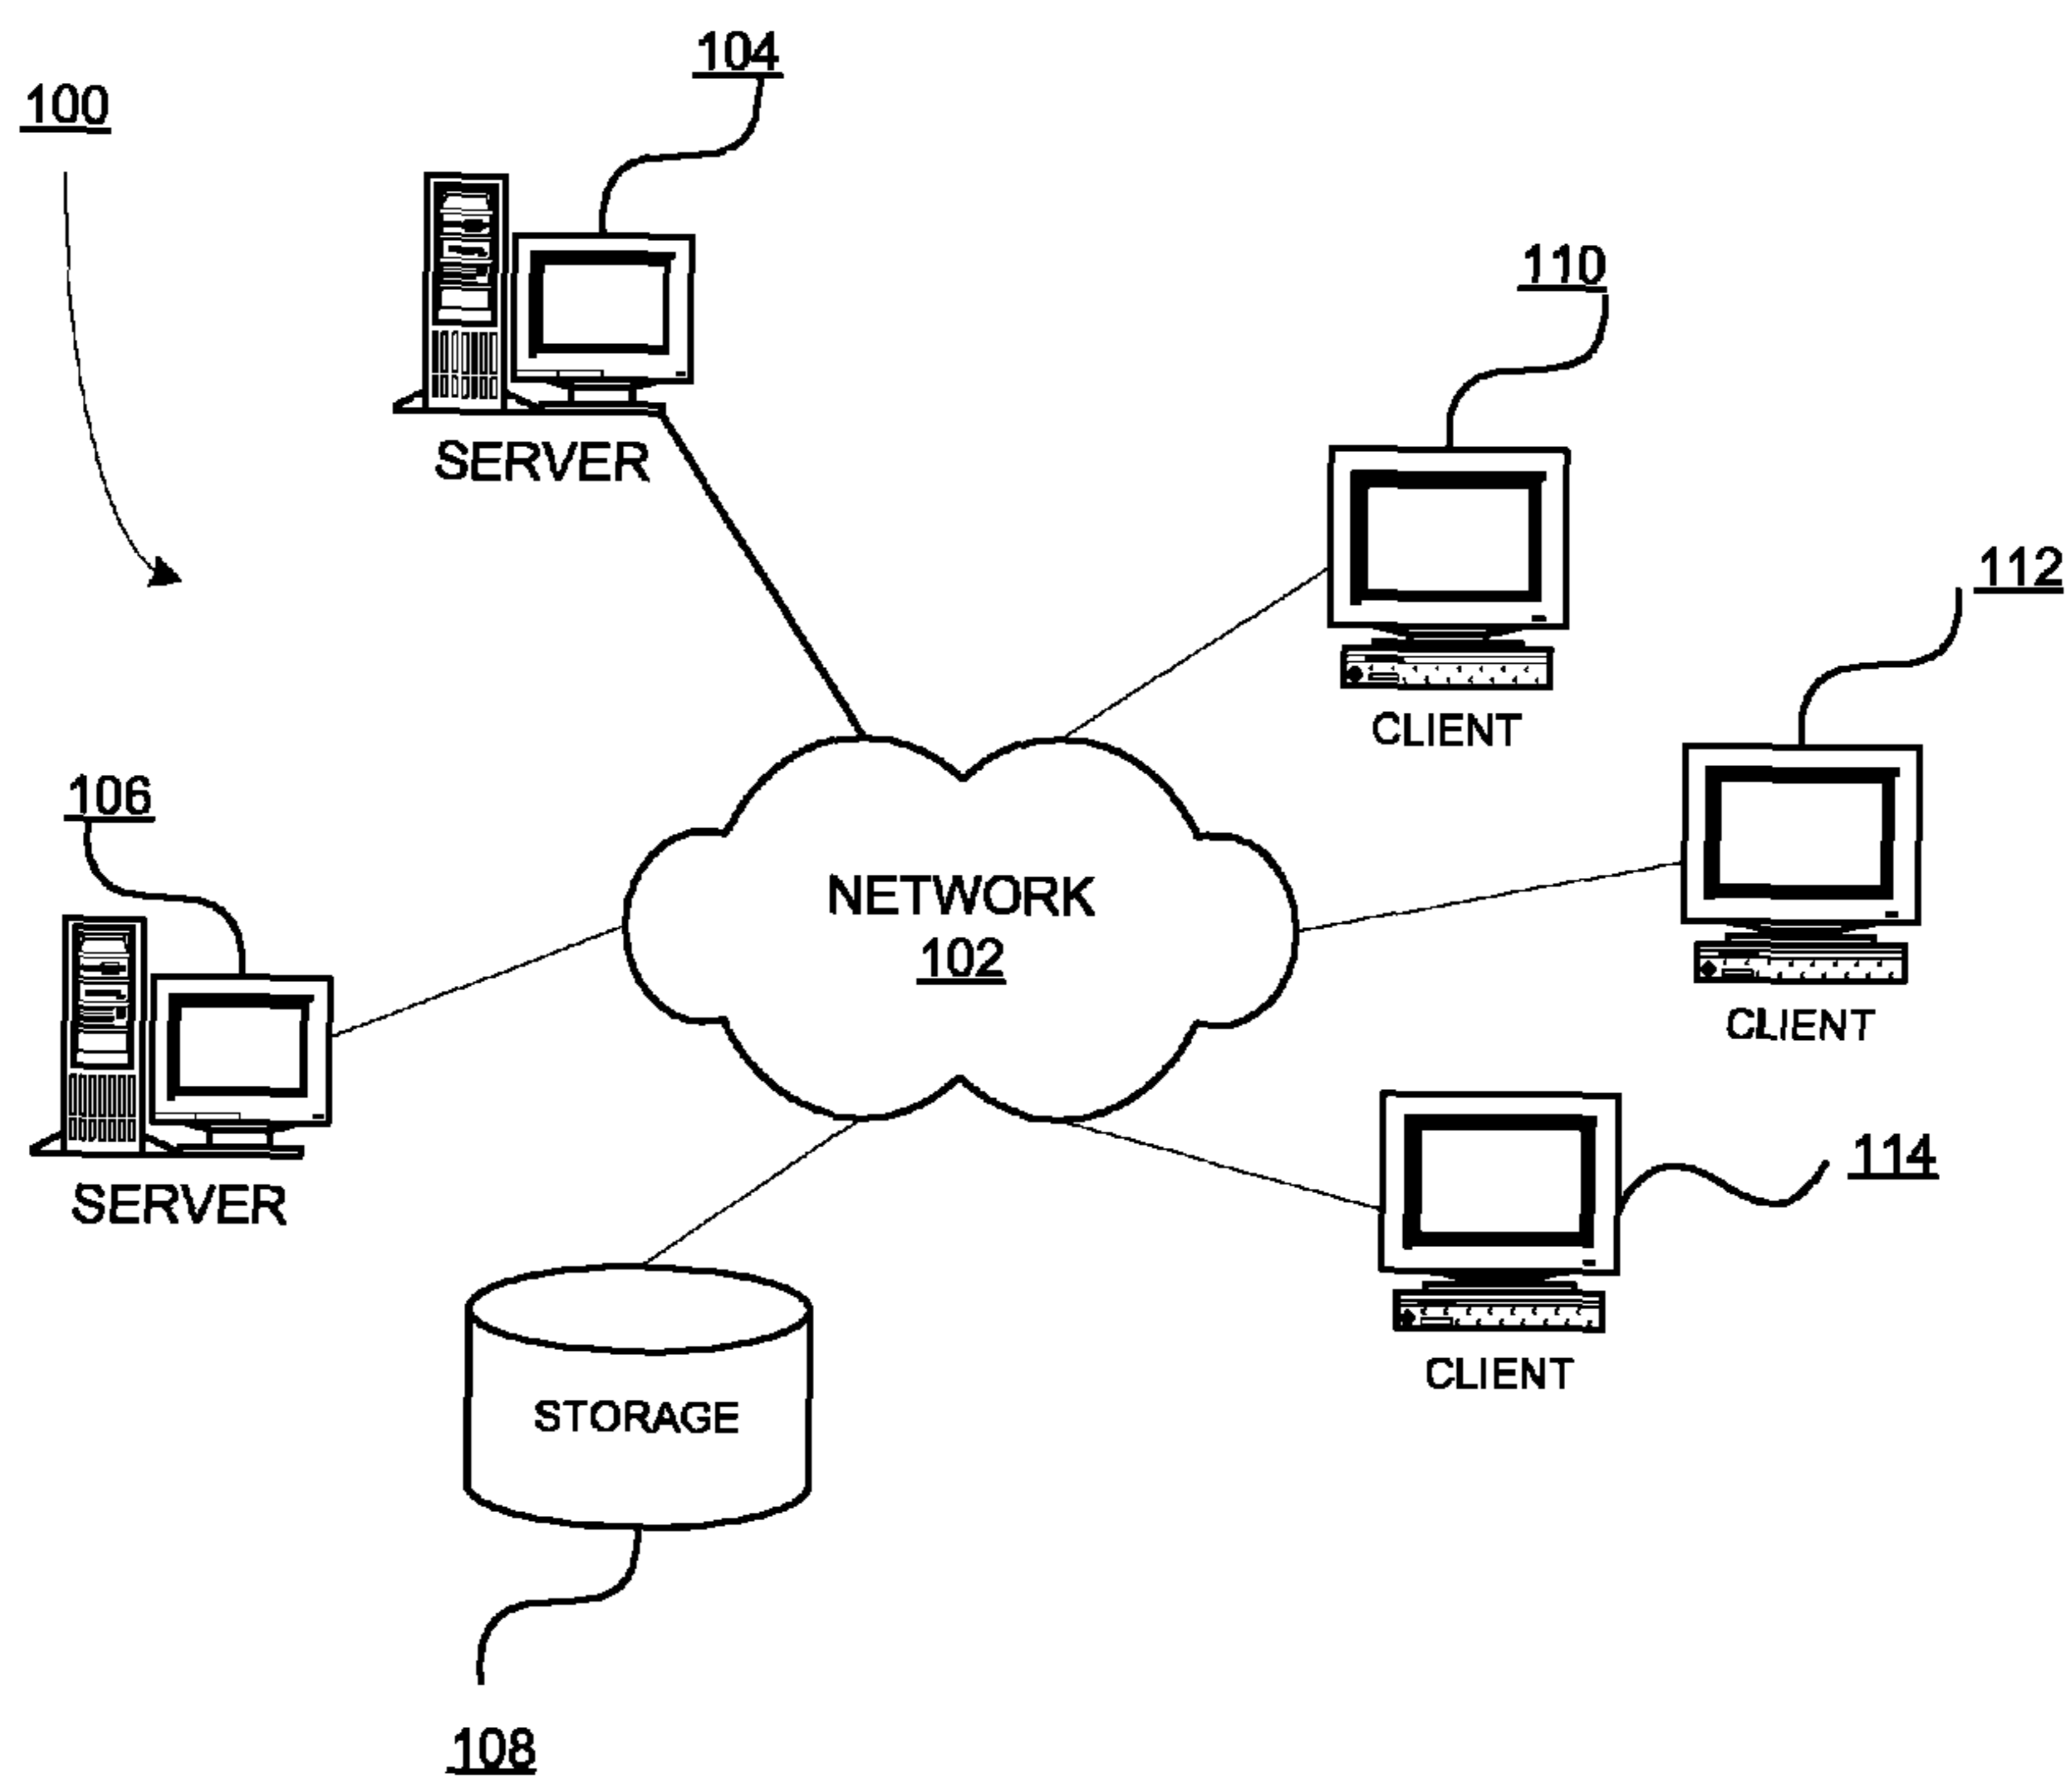 104
100
110
SERVER
112
CLIENT
106
NETWORK
102
CLIENT
114
SERVER
CLIENT
STORAGE
108